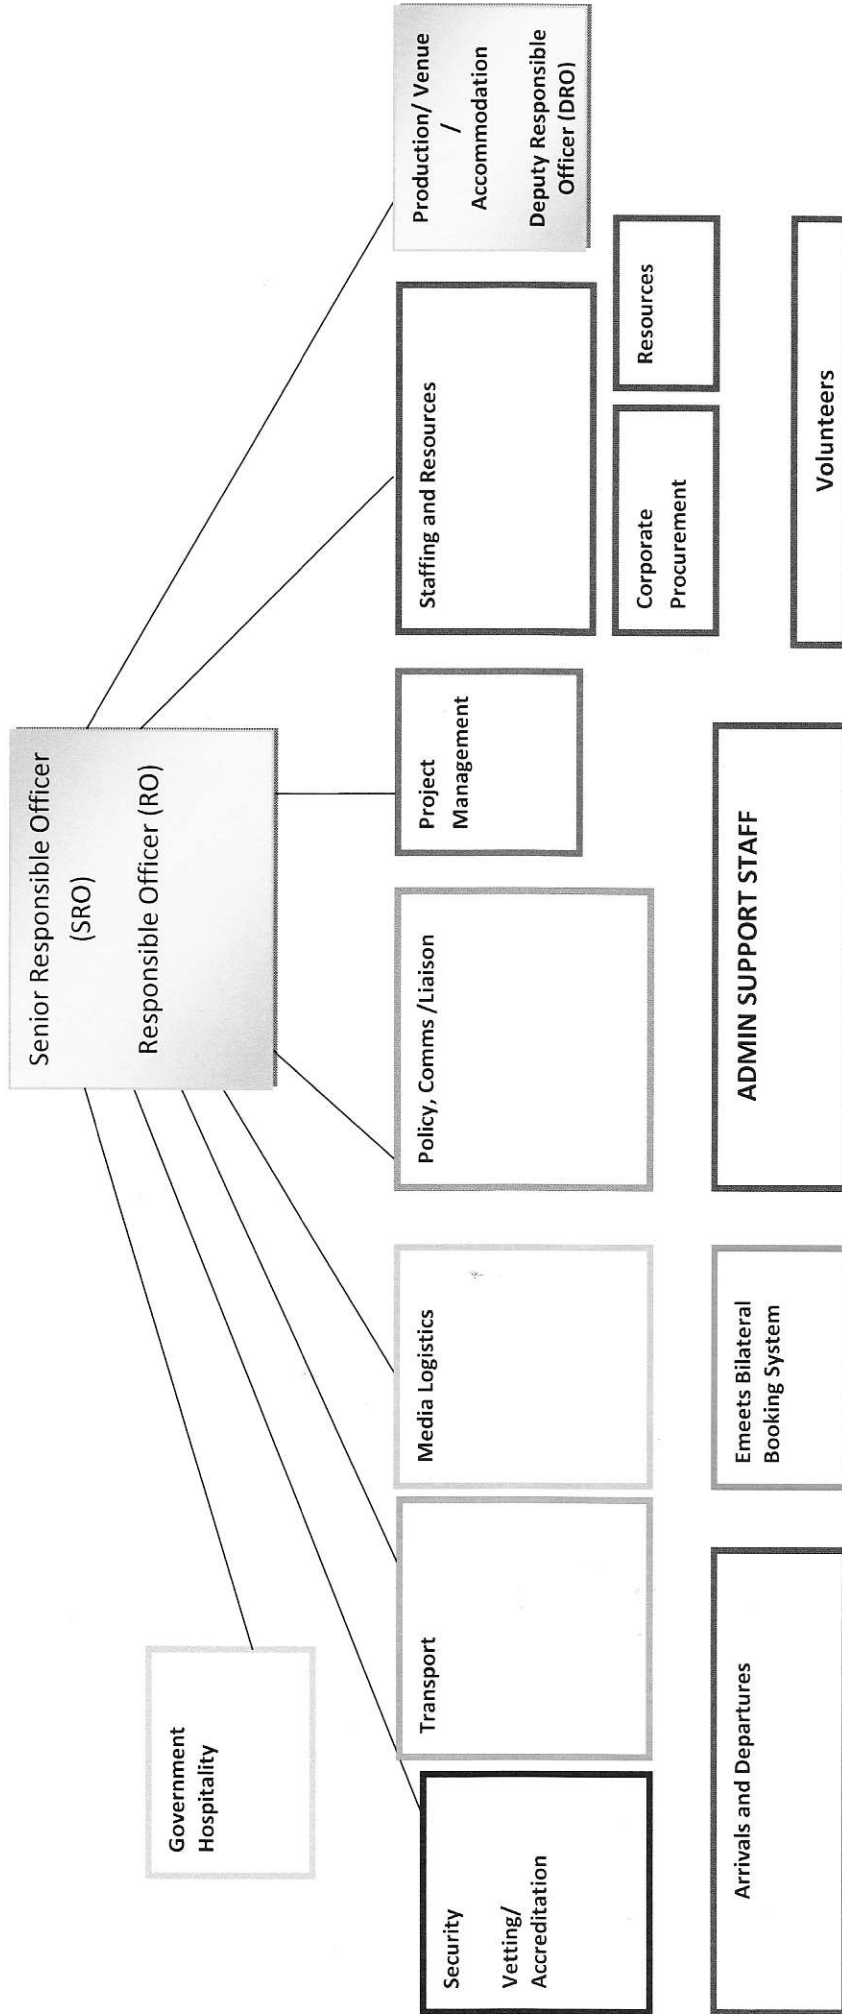 Senior Responsible Officer
(SRO)
Responsible Officer (RO)
Government
Hospitality
Security
Vetting/
Accreditation
Transport
Media Logistics
Policy, Comms /Liaison
Project
Management
Staffing and Resources
Production/ Venue
/
Accommodation
Deputy Responsible
Officer (DRO)
Corporate
Procurement
Resources
Arrivals and Departures
Emeets Bilateral
Booking System
ADMIN SUPPORT STAFF
Volunteers